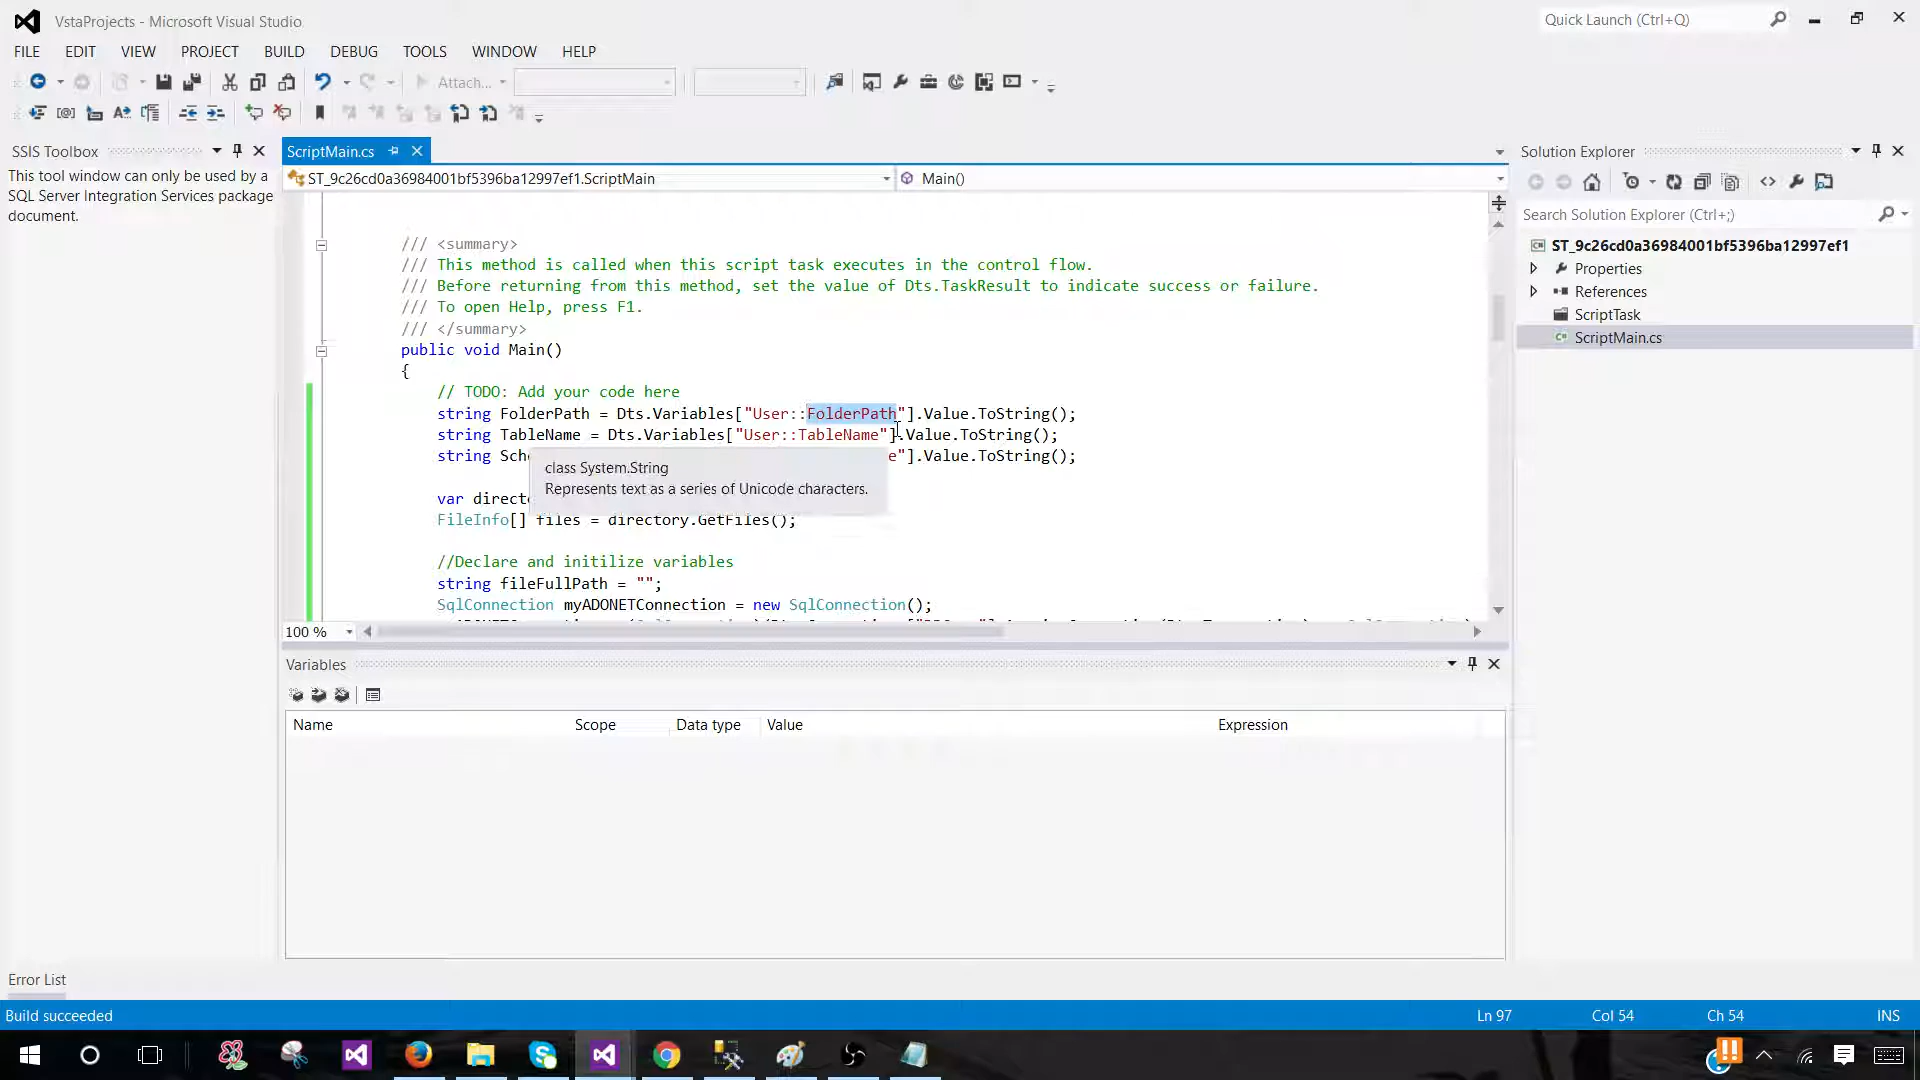 VstaProjects - Microsoft Visual Studio
Quick Launch (Ctrl+Q)
FILE EDIT VIEW PROJECT BUILD DEBUG TOOLS WINDOW HELP
Attach...
SSIS Toolbox
This tool window can only be used by a
SQL Server Integration Services package
document.
ScriptMain.cs
ST_9c26cd0a36984001bf5396ba12997ef1.ScriptMain
Main()
/// <summary>
/// This method is called when this script task executes in the control flow.
/// Before returning from this method, set the value of Dts.TaskResult to indicate success or failure.
/// To open Help, press F1.
/// </summary>
public void Main()
{
// TODO: Add your code here
string FolderPath = Dts.Variables["User::FolderPath"].Value.ToString();
string TableName = Dts.Variables["User::TableName"].Value.ToString();
string Sche"].Value.ToString();
class System.String
Represents text as a series of Unicode characters.
var directo
FileInfo[] files = directory.GetFiles();
//Declare and initilize variables
string fileFullPath = "";
SqlConnection myADONETConnection = new SqlConnection();
100 %
Variables
Name Scope Data type Value Expression
Solution Explorer
Search Solution Explorer (Ctrl+;)
ST_9c26cd0a36984001bf5396ba12997ef1
Properties
References
ScriptTask
ScriptMain.cs
Error List
Build succeeded
Ln 97 Col 54 Ch 54 INS